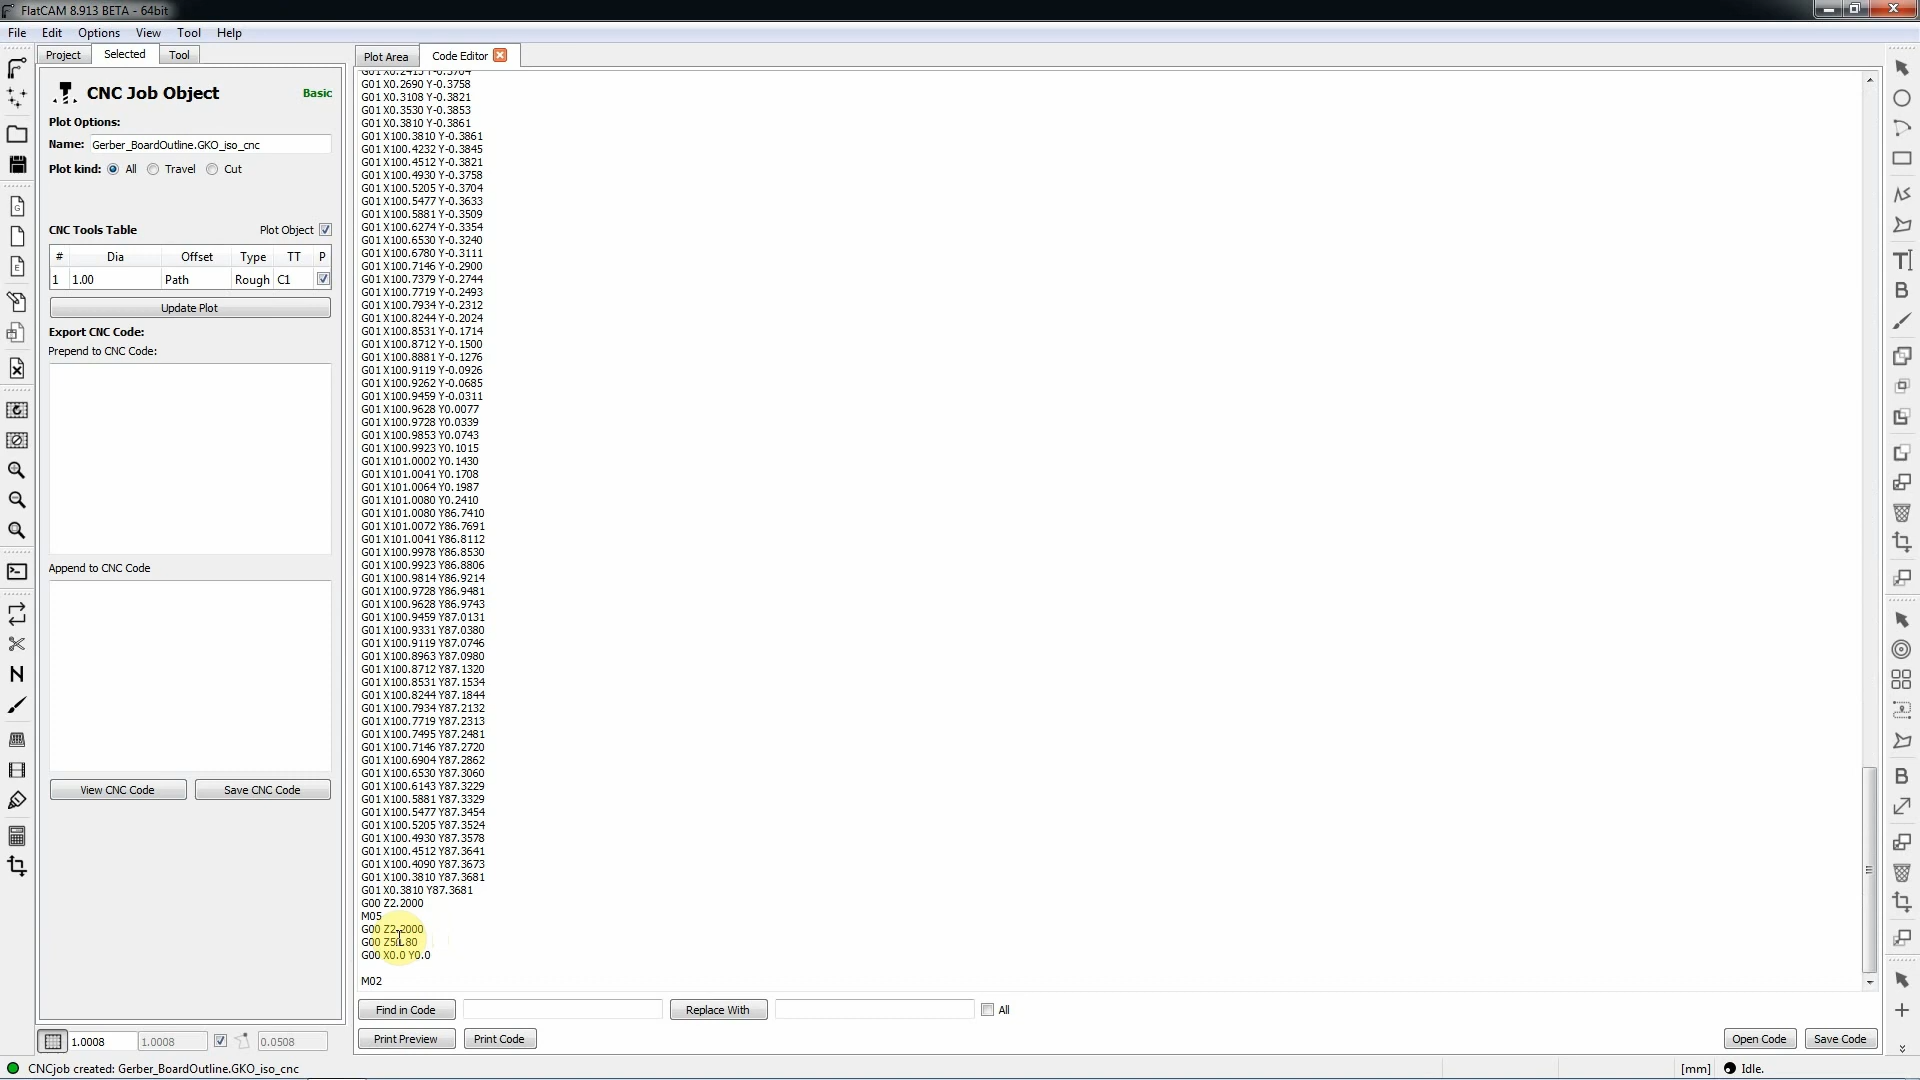 FlatCAM 8.913 BETA - 64bit
File Edit Options View Tool Help
Project Selected Tool
Plot Area Code Editor
CNC Job Object Basic
Plot Options:
Name: Gerber_BoardOutline.GKO_iso_cnc
Plot kind: All Travel Cut
CNC Tools Table Plot Object
# Dia Offset Type TT P
1 1.00 Path Rough C1
Update Plot
Export CNC Code:
Prepend to CNC Code:
Append to CNC Code
View CNC Code Save CNC Code
1.0008 1.0008 0.0508
G01 X0.2415 Y-0.3704
G01 X0.2690 Y-0.3758
G01 X0.3108 Y-0.3821
G01 X0.3530 Y-0.3853
G01 X0.3810 Y-0.3861
G01 X100.3810 Y-0.3861
G01 X100.4232 Y-0.3845
G01 X100.4512 Y-0.3821
G01 X100.4930 Y-0.3758
G01 X100.5205 Y-0.3704
G01 X100.5477 Y-0.3633
G01 X100.5881 Y-0.3509
G01 X100.6274 Y-0.3354
G01 X100.6530 Y-0.3240
G01 X100.6780 Y-0.3111
G01 X100.7146 Y-0.2900
G01 X100.7379 Y-0.2744
G01 X100.7719 Y-0.2493
G01 X100.7934 Y-0.2312
G01 X100.8244 Y-0.2024
G01 X100.8531 Y-0.1714
G01 X100.8712 Y-0.1500
G01 X100.8881 Y-0.1276
G01 X100.9119 Y-0.0926
G01 X100.9262 Y-0.0685
G01 X100.9459 Y-0.0311
G01 X100.9628 Y0.0077
G01 X100.9728 Y0.0339
G01 X100.9853 Y0.0743
G01 X100.9923 Y0.1015
G01 X101.0002 Y0.1430
G01 X101.0041 Y0.1708
G01 X101.0064 Y0.1987
G01 X101.0080 Y0.2410
G01 X101.0080 Y86.7410
G01 X101.0072 Y86.7691
G01 X101.0041 Y86.8112
G01 X100.9978 Y86.8530
G01 X100.9923 Y86.8806
G01 X100.9814 Y86.9214
G01 X100.9728 Y86.9481
G01 X100.9628 Y86.9743
G01 X100.9459 Y87.0131
G01 X100.9331 Y87.0380
G01 X100.9119 Y87.0746
G01 X100.8963 Y87.0980
G01 X100.8712 Y87.1320
G01 X100.8531 Y87.1534
G01 X100.8244 Y87.1844
G01 X100.7934 Y87.2132
G01 X100.7719 Y87.2313
G01 X100.7495 Y87.2481
G01 X100.7146 Y87.2720
G01 X100.6904 Y87.2862
G01 X100.6530 Y87.3060
G01 X100.6143 Y87.3229
G01 X100.5881 Y87.3329
G01 X100.5477 Y87.3454
G01 X100.5205 Y87.3524
G01 X100.4930 Y87.3578
G01 X100.4512 Y87.3641
G01 X100.4090 Y87.3673
G01 X100.3810 Y87.3681
G01 X0.3810 Y87.3681
G00 Z2.2000
M05
G00 Z2.2000
G00
G00 X0.0 Y0.0
M02
Find in Code Replace With All
Print Preview Print Code Open Code Save Code
CNCjob created: Gerber_BoardOutline.GKO_iso_cnc [mm] Idle.